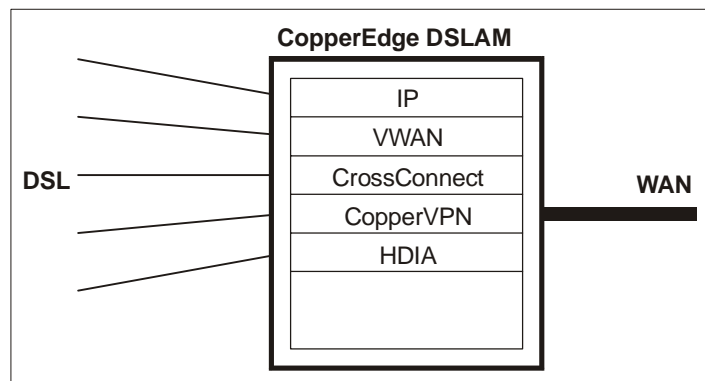 CopperEdge DSLAM
IP
VWAN
DSL
CrossConnect
WAN
CopperVPN
HDIA